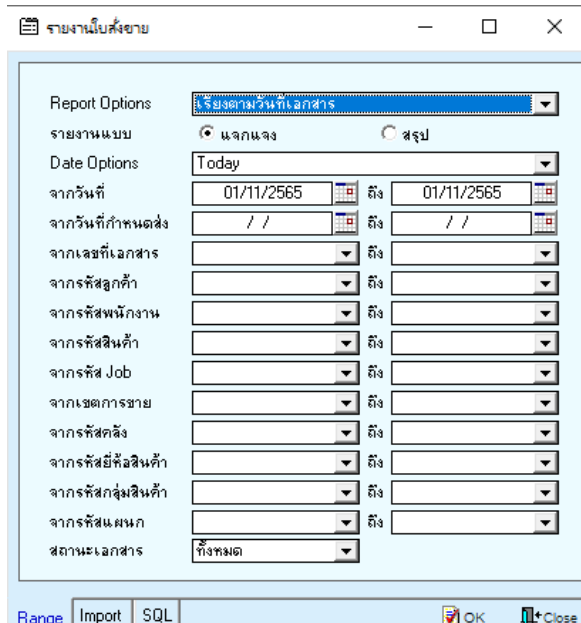 รายงานใบสั่งขาย
Report Options เรียงตามวันที่เอกสาร
รายงานแบบ แจกแจง สรุป
Date Options Today
จากวันที่ 01/11/2565 ถึง 01/11/2565
จากวันที่กำหนดส่ง / / ถึง / /
จากเลขที่เอกสาร ถึง
จากรหัสลูกค้า ถึง
จากรหัสพนักงาน ถึง
จากรหัสสินค้า ถึง
จากรหัส Job ถึง
จากเขตการขาย ถึง
จากรหัสคลัง ถึง
จากรหัสยี่ห้อสินค้า ถึง
จากรหัสกลุ่มสินค้า ถึง
จากรหัสแผนก ถึง
สถานะเอกสาร ทั้งหมด
Range Import SQL OK Close